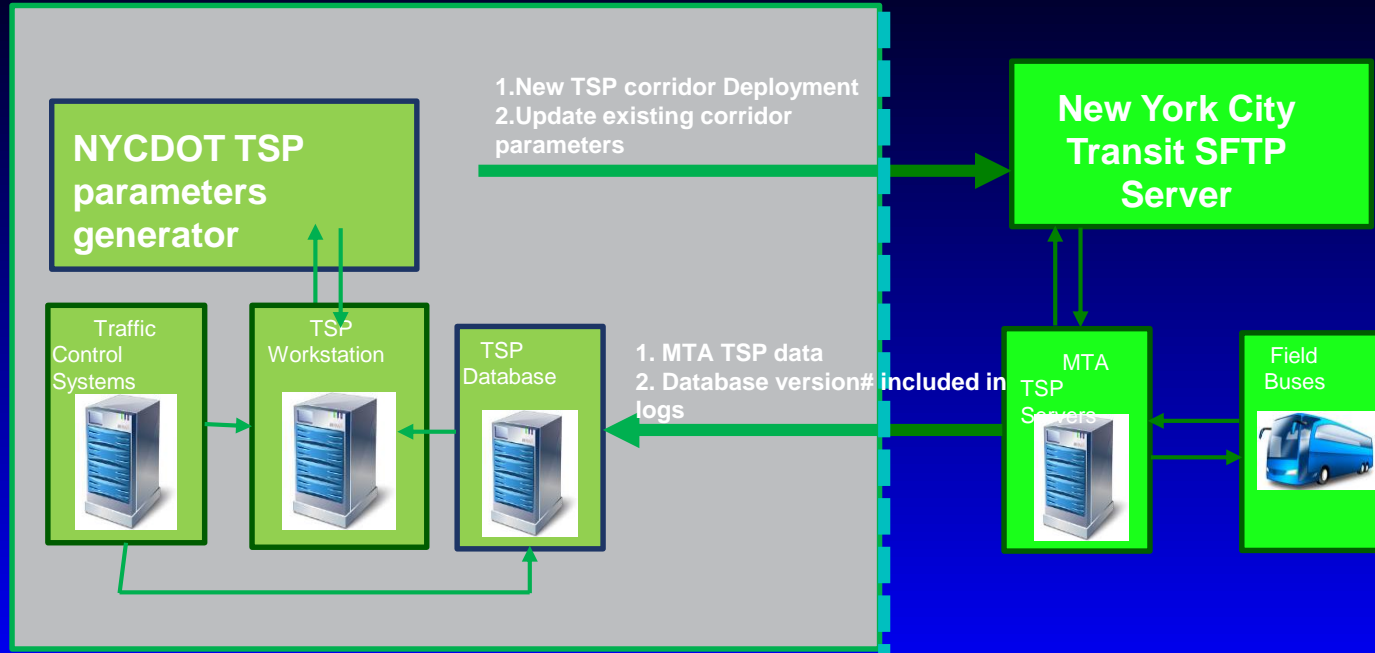 1.New TSP corridor Deployment
2.Update existing corridor
parameters
New York City
Transit SFTP
Server
NYCDOT TSP
parameters
generator
Traffic
Control
Systems
TSP
Workstation
TSP
Database
1. MTA TSP data
2. Database version# included in
logs
MTA
TSP
Servers
Field
Buses